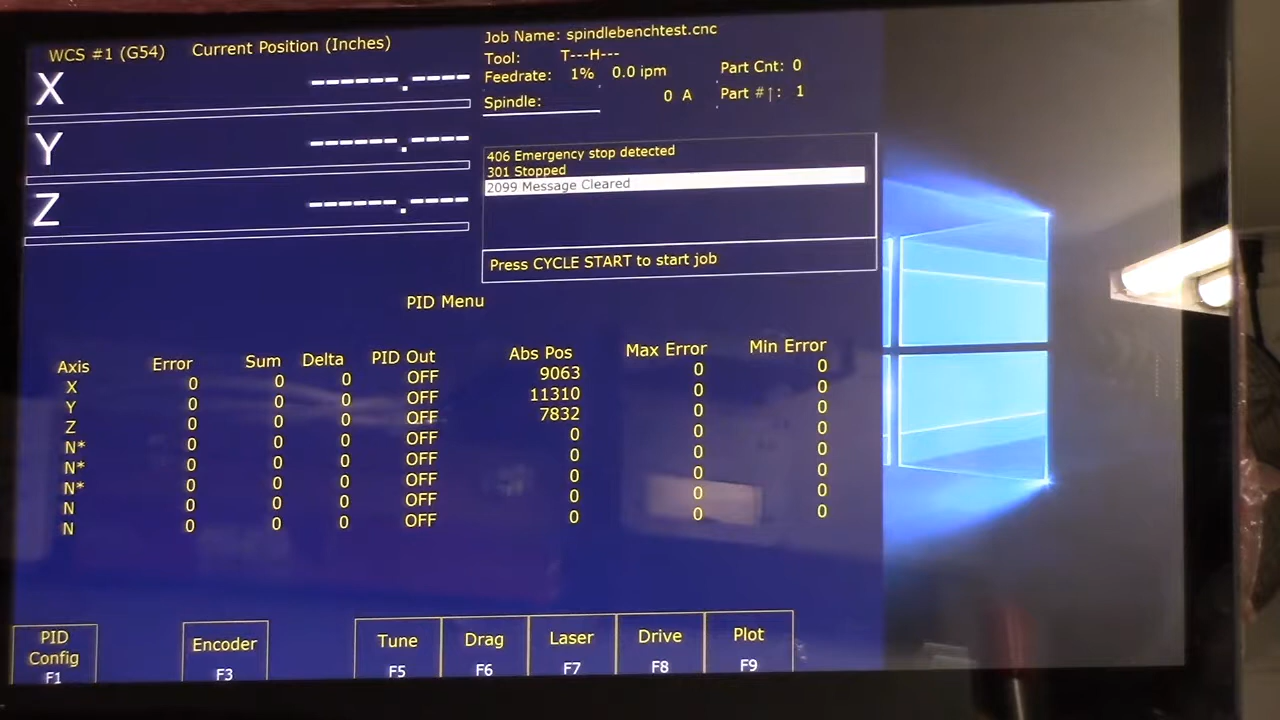 WCS #1 (G54) Current Position (Inches)
X ------.----
Y ------.----
Z ------.----
Job Name: spindlebenchtest.cnc
Tool: T---H---
Feedrate: 1% 0.0 ipm Part Cnt: 0
Spindle: 0 A Part #: 1
406 Emergency stop detected
301 Stopped
2099 Message Cleared
Press CYCLE START to start job
PID Menu
Axis Error Sum Delta PID Out Abs Pos Max Error Min Error
X 0 0 0 OFF 9063 0 0
Y 0 0 0 OFF 11310 0 0
Z 0 0 0 OFF 7832 0 0
N* 0 0 0 OFF 0 0 0
N* 0 0 0 OFF 0 0 0
N* 0 0 0 OFF 0 0 0
N 0 0 0 OFF 0 0 0
N 0 0 0 OFF 0 0 0
PID Config F1
Encoder F3
Tune F5
Drag F6
Laser F7
Drive F8
Plot F9